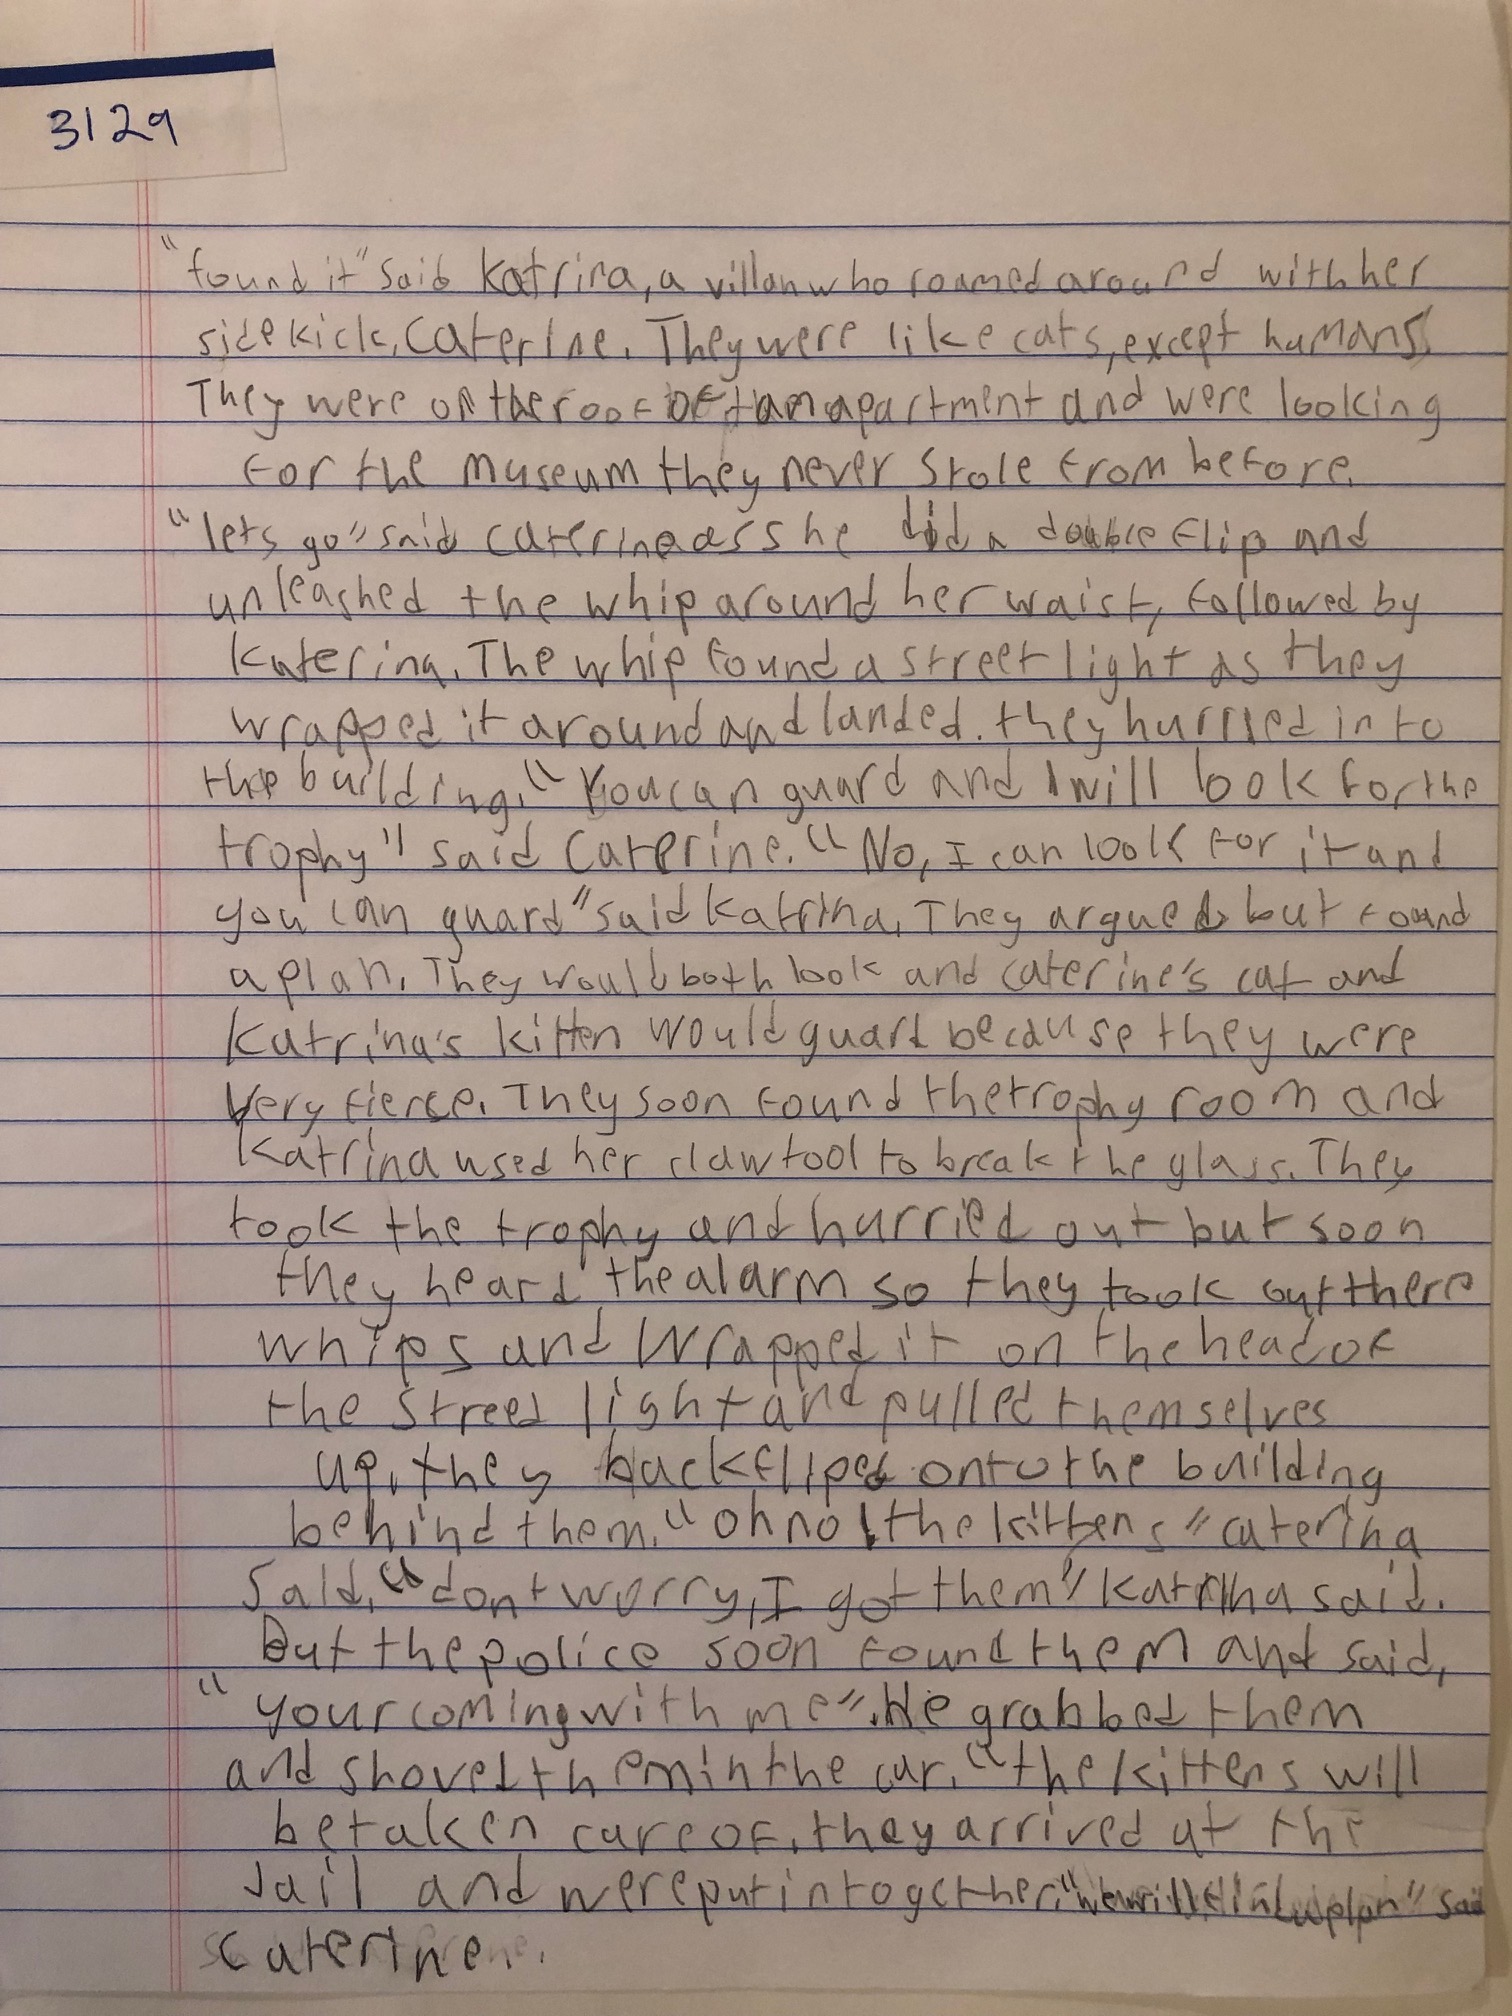 3129
"found it" said Katrina, a villan who roamed around with her
sidekick, Caterine. They were like cats, except humans.
They were on the roof of an apartment and were looking
for the museum they never stole from before.
"lets go" said Caterine as she did a double flip and
unleashed the whip around her waist, followed by
Katerina. The whip found a street light as they
wrapped it around and landed. they hurried in to
the building. "You can guard and I will look for the
trophy" said Caterine. "No, I can look for it and
you can guard" said Katrina. They argued but found
a plan. They would both look and caterine's cat and
Katrina's kitten would guard because they were
very fierce. They soon found the trophy room and
Katrina used her claw tool to break the glass. They
took the trophy and hurried out but soon
they heard the alarm so they took out there
whips and wrapped it on the head of
the streed light and pulled themselves
up. they backfliped onto the building
behind them. "oh no! the kittens" caterina
said. "dont worry, I got them" Katrina said.
But the police soon found them and said,
"your coming with me". He grabbed them
and shoved them in the car. "the kittens will
be taken care of. they arrived at the
Jail and were put in together. "we will find a plan" said
caterine.